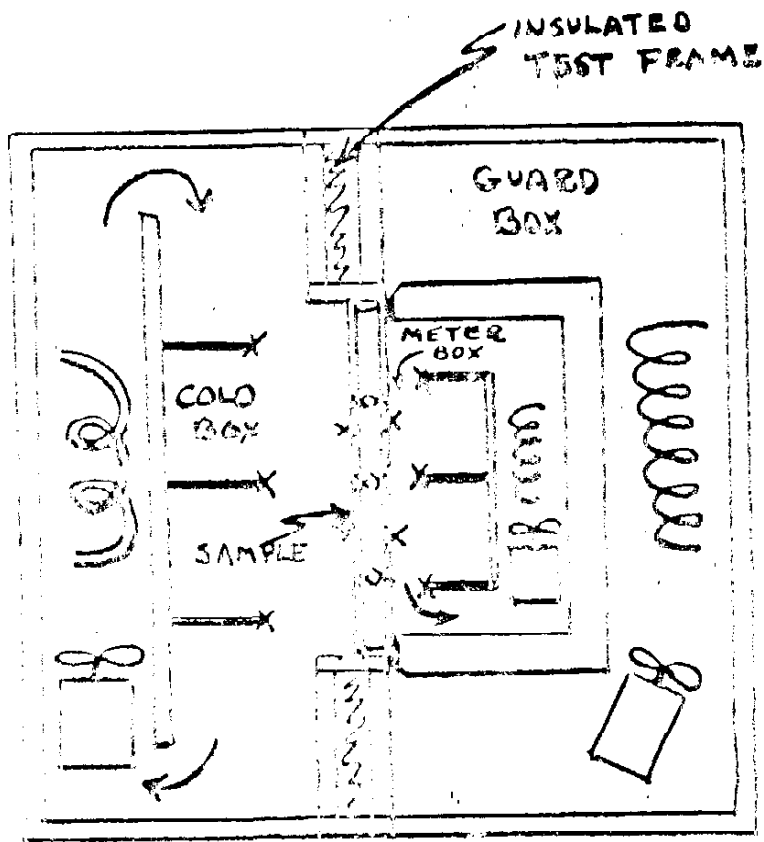 INSULATED
TEST FRAME
GUARD
BOX
METER
BOX
COLD
BOX
SAMPLE